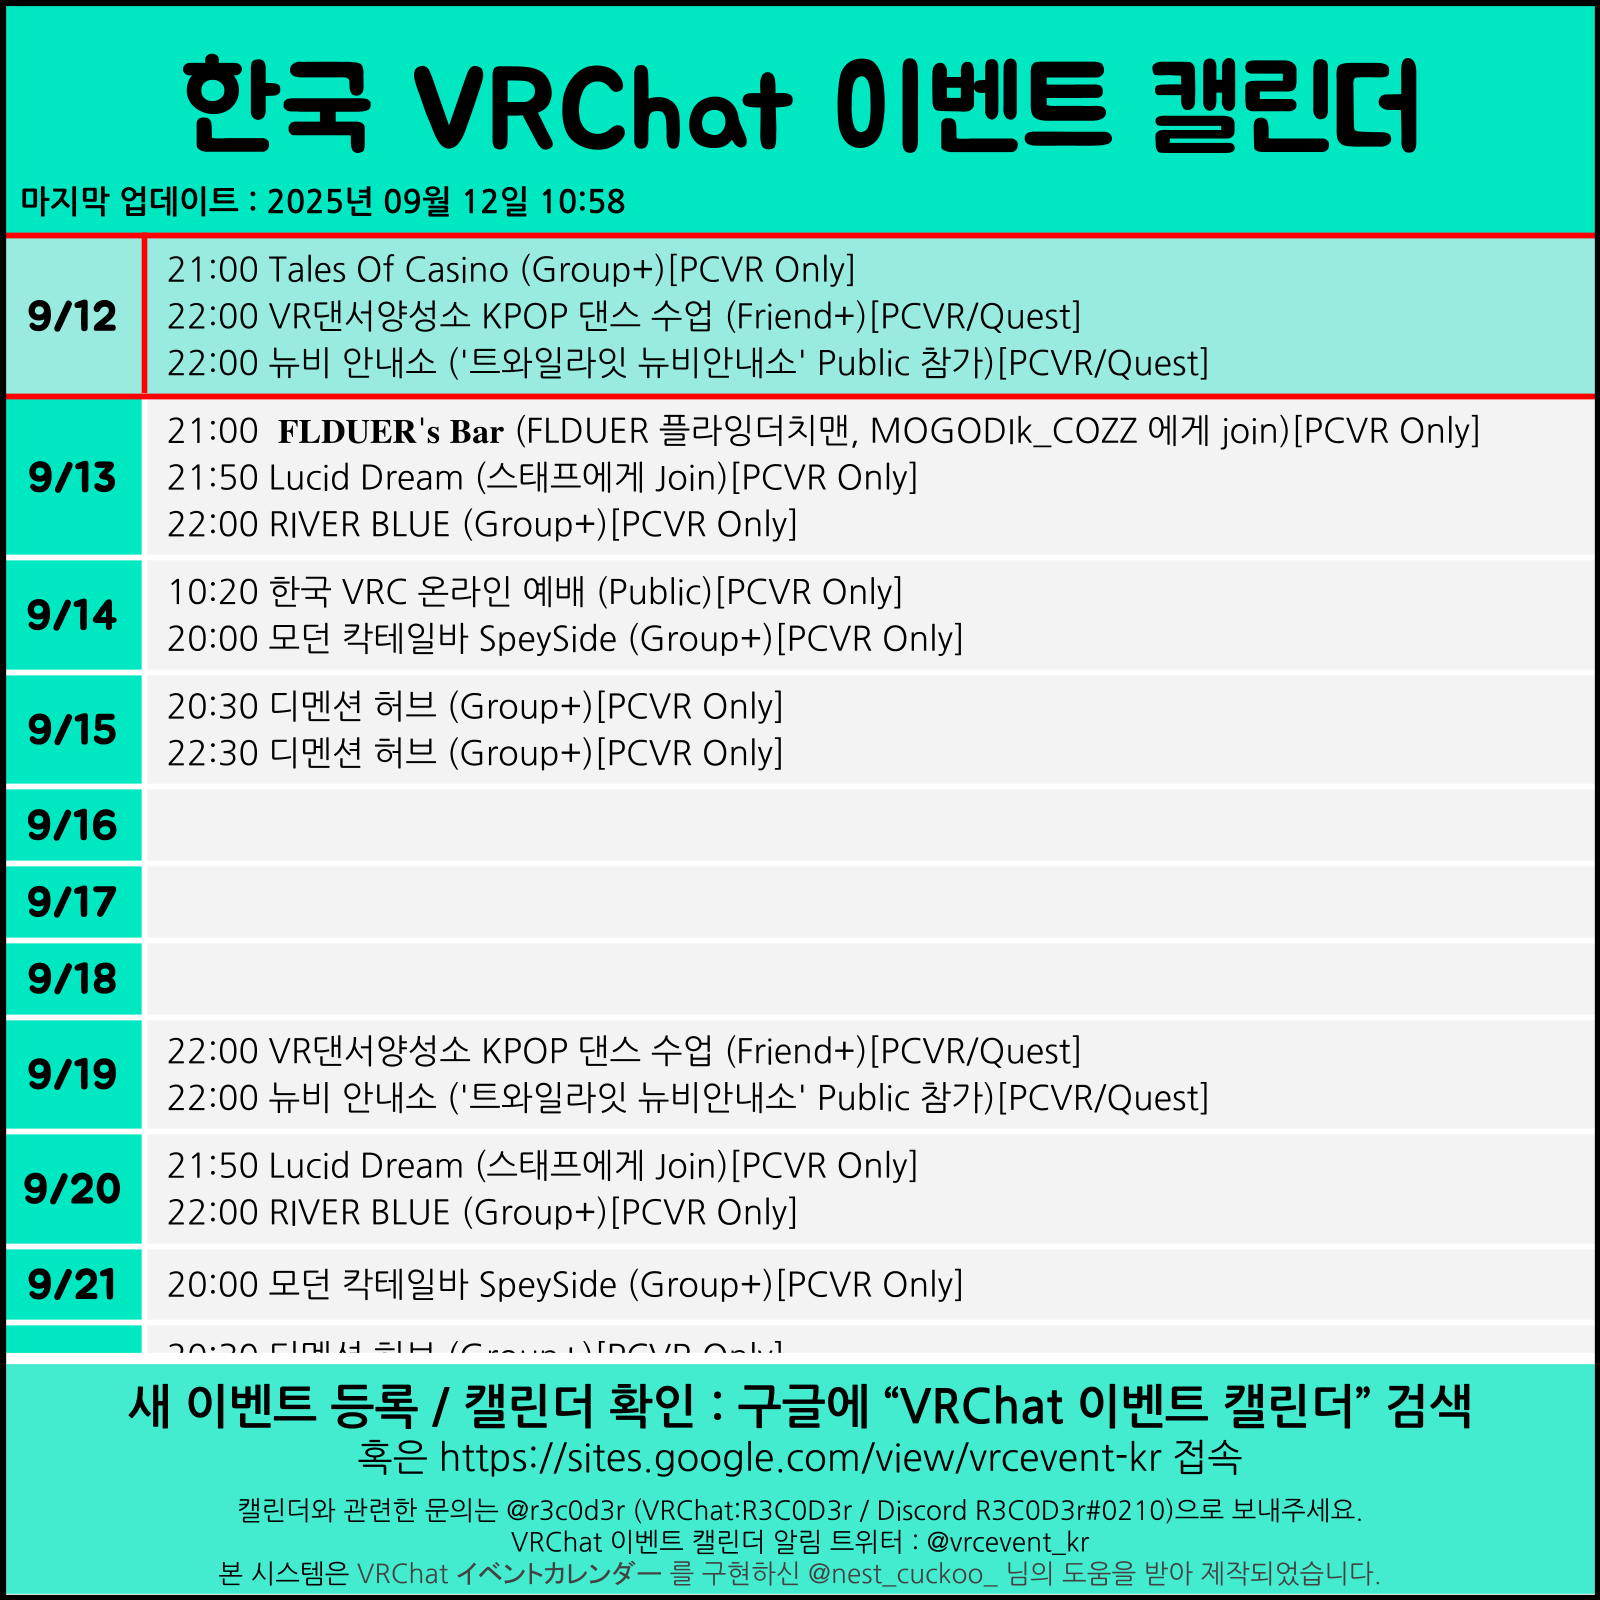 한국 VRChat 이벤트 캘린더
마지막 업데이트 : 2025년 09월 12일 10:58
9/12
21:00 Tales Of Casino (Group+)[PCVR Only]
22:00 VR댄서양성소 KPOP 댄스 수업 (Friend+)[PCVR/Quest]
22:00 뉴비 안내소 ('트와일라잇 뉴비안내소' Public 참가)[PCVR/Quest]
9/13
21:00 FLDUER's Bar (FLDUER 플라잉더치맨, MOGODIk_COZZ 에게 join)[PCVR Only]
21:50 Lucid Dream (스태프에게 Join)[PCVR Only]
22:00 RIVER BLUE (Group+)[PCVR Only]
9/14
10:20 한국 VRC 온라인 예배 (Public)[PCVR Only]
20:00 모던 칵테일바 SpeySide (Group+)[PCVR Only]
9/15
20:30 디멘션 허브 (Group+)[PCVR Only]
22:30 디멘션 허브 (Group+)[PCVR Only]
9/16
9/17
9/18
9/19
22:00 VR댄서양성소 KPOP 댄스 수업 (Friend+)[PCVR/Quest]
22:00 뉴비 안내소 ('트와일라잇 뉴비안내소' Public 참가)[PCVR/Quest]
9/20
21:50 Lucid Dream (스태프에게 Join)[PCVR Only]
22:00 RIVER BLUE (Group+)[PCVR Only]
9/21
20:00 모던 칵테일바 SpeySide (Group+)[PCVR Only]
20:30 디멘션 허브 (Group+)[PCVR Only]
새 이벤트 등록 / 캘린더 확인 : 구글에 “VRChat 이벤트 캘린더” 검색
혹은 https://sites.google.com/view/vrcevent-kr 접속
캘린더와 관련한 문의는 @r3c0d3r (VRChat:R3C0D3r / Discord R3C0D3r#0210)으로 보내주세요.
VRChat 이벤트 캘린더 알림 트위터 : @vrcevent_kr
본 시스템은 VRChat イベントカレンダー 를 구현하신 @nest_cuckoo_ 님의 도움을 받아 제작되었습니다.